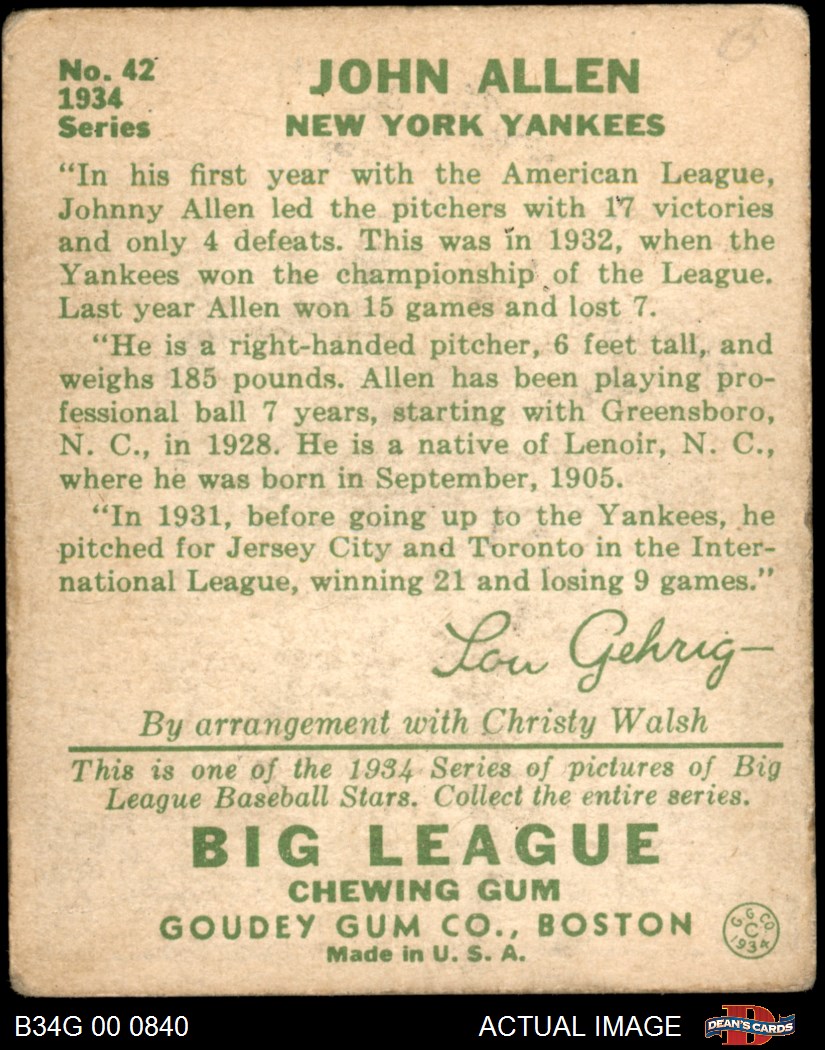 No. 42
1934
Series
JOHN ALLEN
NEW YORK YANKEES
"In his first year with the American League,
Johnny Allen led the pitchers with 17 victories
and only 4 defeats. This was in 1932, when the
Yankees won the championship of the League.
Last year Allen won 15 games and lost 7.
"He is a right-handed pitcher, 6 feet tall, and
weighs 185 pounds. Allen has been playing pro-
fessional ball 7 years, starting with Greensboro,
N. C., in 1928. He is a native of Lenoir, N. C.,
where he was born in September, 1905.
"In 1931, before going up to the Yankees, he
pitched for Jersey City and Toronto in the Inter-
national League, winning 21 and losing 9 games."
Lou Gehrig—
By arrangement with Christy Walsh
This is one of the 1934 Series of pictures of Big
League Baseball Stars. Collect the entire series.
BIG LEAGUE
CHEWING GUM
GOUDEY GUM CO., BOSTON
Made in U. S. A.
G. G. CO.
C
1934
B34G 00 0840
ACTUAL IMAGE
D
DEAN'S CARDS